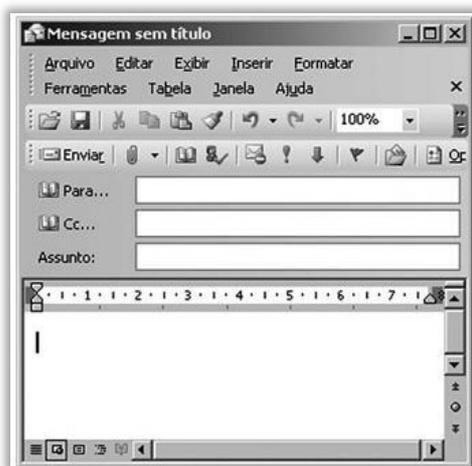 Mensagem sem título
Arquivo Editar Exibir Inserir Formatar
Ferramentas Tabela Janela Ajuda
100%
Enviar
Para...
Cc...
Assunto:
1 2 3 4 5 6 7 8